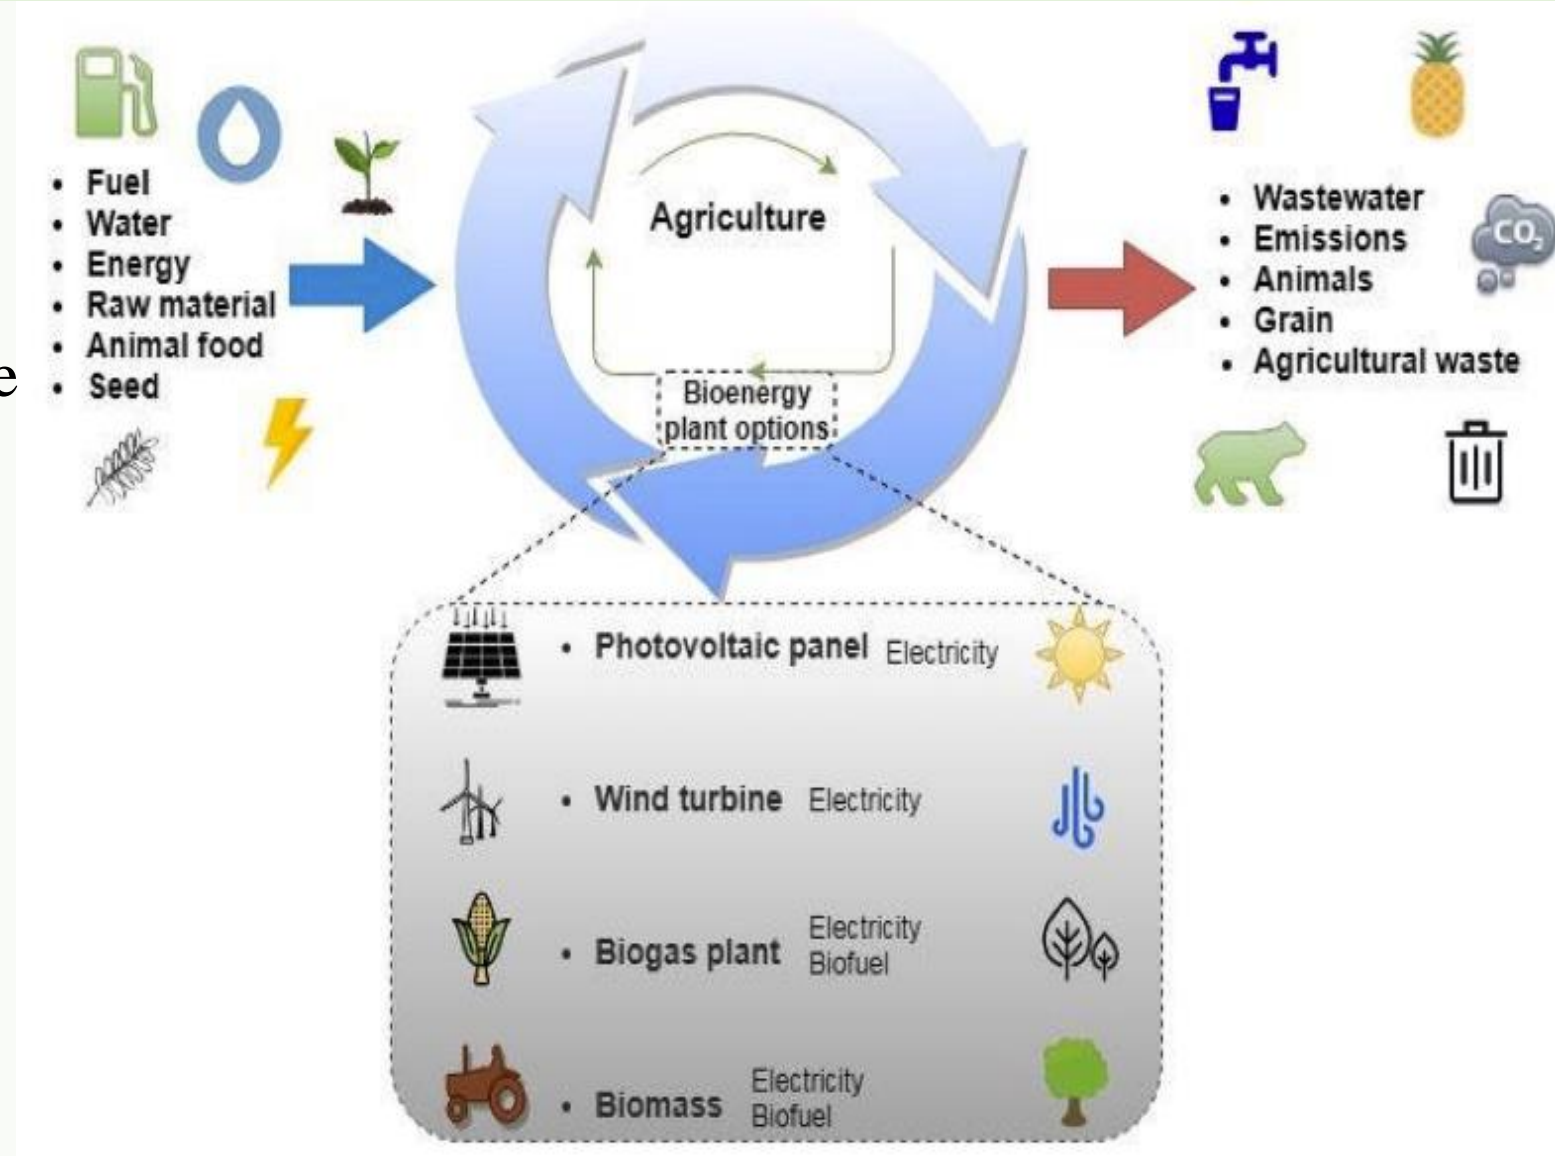 • Fuel
• Water
• Energy
• Raw material
• Animal food
• Seed
e
Agriculture
Bioenergy
plant options
• Wastewater
• Emissions
• Animals
• Grain
• Agricultural waste
CO₂
• Photovoltaic panel Electricity
• Wind turbine Electricity
• Biogas plant Electricity
Biofuel
• Biomass Electricity
Biofuel